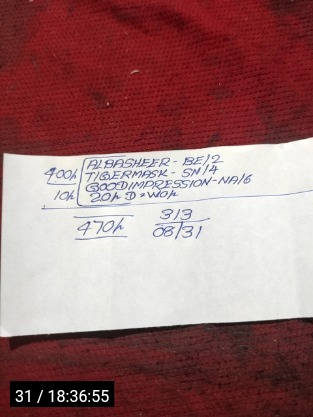 400/- ALBASHEER - BE/2
TIGERMASK - SN/4
GOODIMPRESSION - NA/6
10/- 20/- D = WOP
470/- 313
08/31
31 / 18:36:55